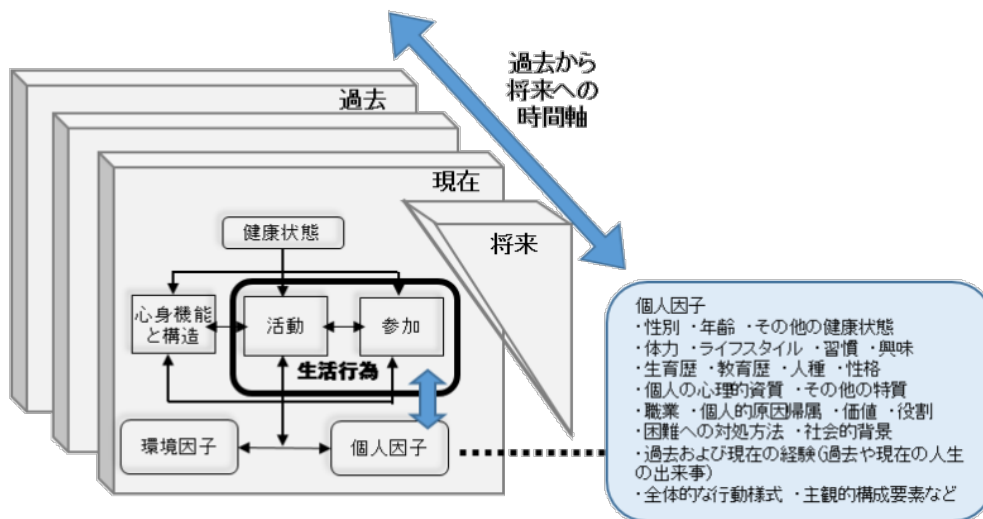 過去から
将来への
時間軸
過去
現在
将来
健康状態
心身機能
と構造
活動
参加
生活行為
環境因子
個人因子
個人因子
・性別 ・年齢 ・その他の健康状態
・体力 ・ライフスタイル ・習慣 ・興味
・生育歴 ・教育歴 ・人種 ・性格
・個人の心理的資質 ・その他の特質
・職業 ・個人的原因帰属 ・価値 ・役割
・困難への対処方法 ・社会的背景
・過去および現在の経験(過去や現在の人生
の出来事)
・全体的な行動様式 ・主観的構成要素など